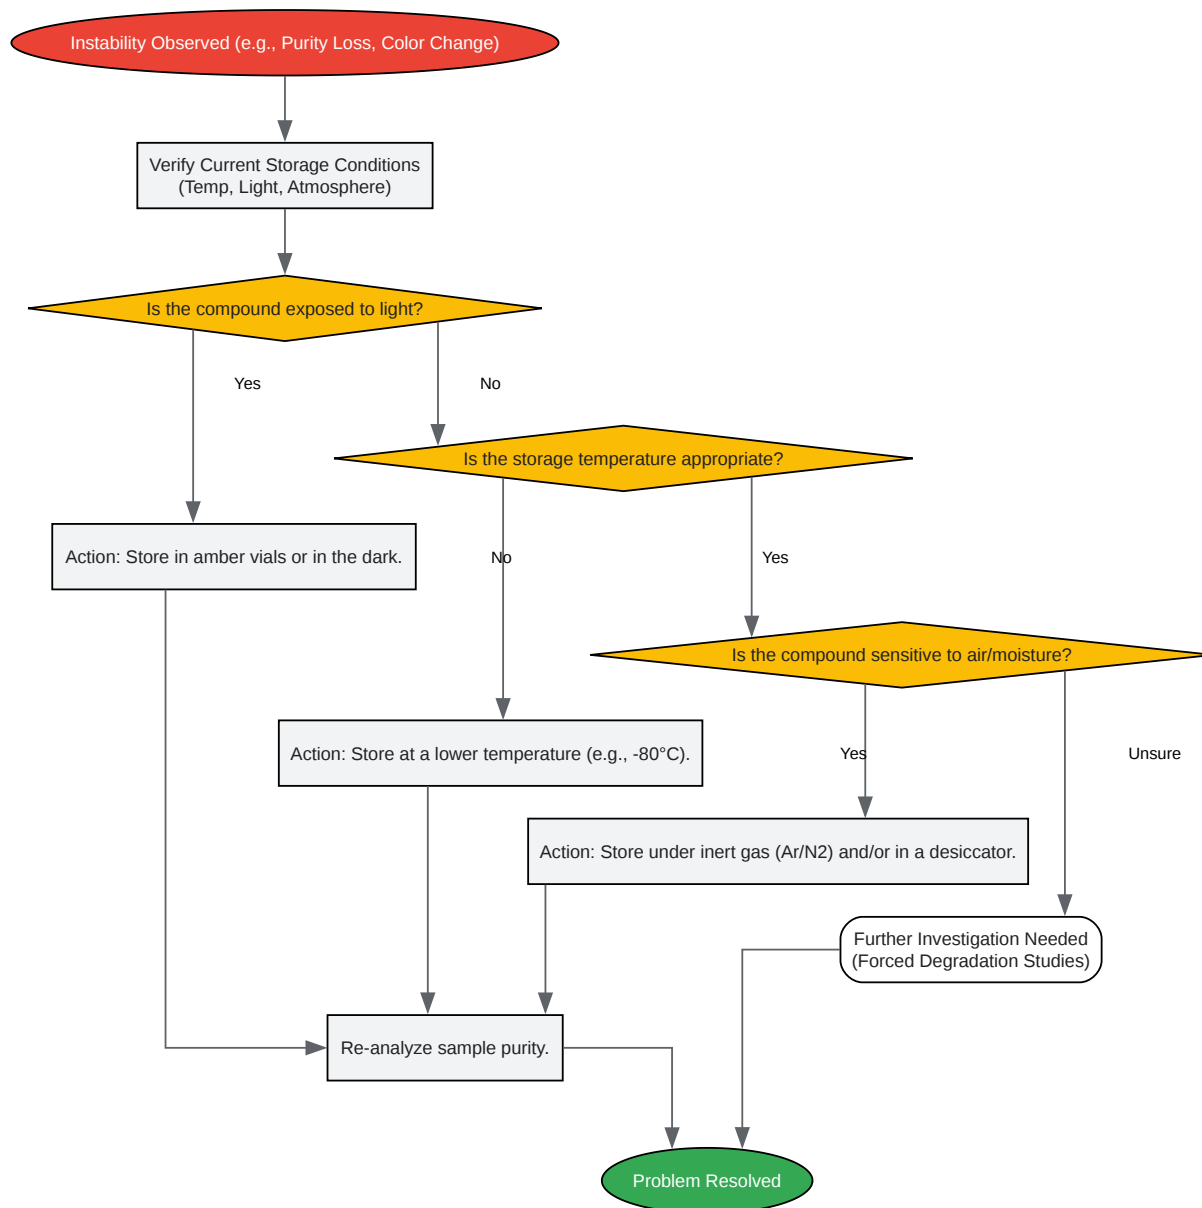 Instability Observed (e.g., Purity Loss, Color Change)
Verify Current Storage Conditions
(Temp, Light, Atmosphere)
Is the compound exposed to light?
Yes
No
Is the storage temperature appropriate?
Action: Store in amber vials or in the dark.
No
Yes
Is the compound sensitive to air/moisture?
Action: Store at a lower temperature (e.g., -80°C).
Yes
Unsure
Action: Store under inert gas (Ar/N2) and/or in a desiccator.
Further Investigation Needed
(Forced Degradation Studies)
Re-analyze sample purity.
Problem Resolved